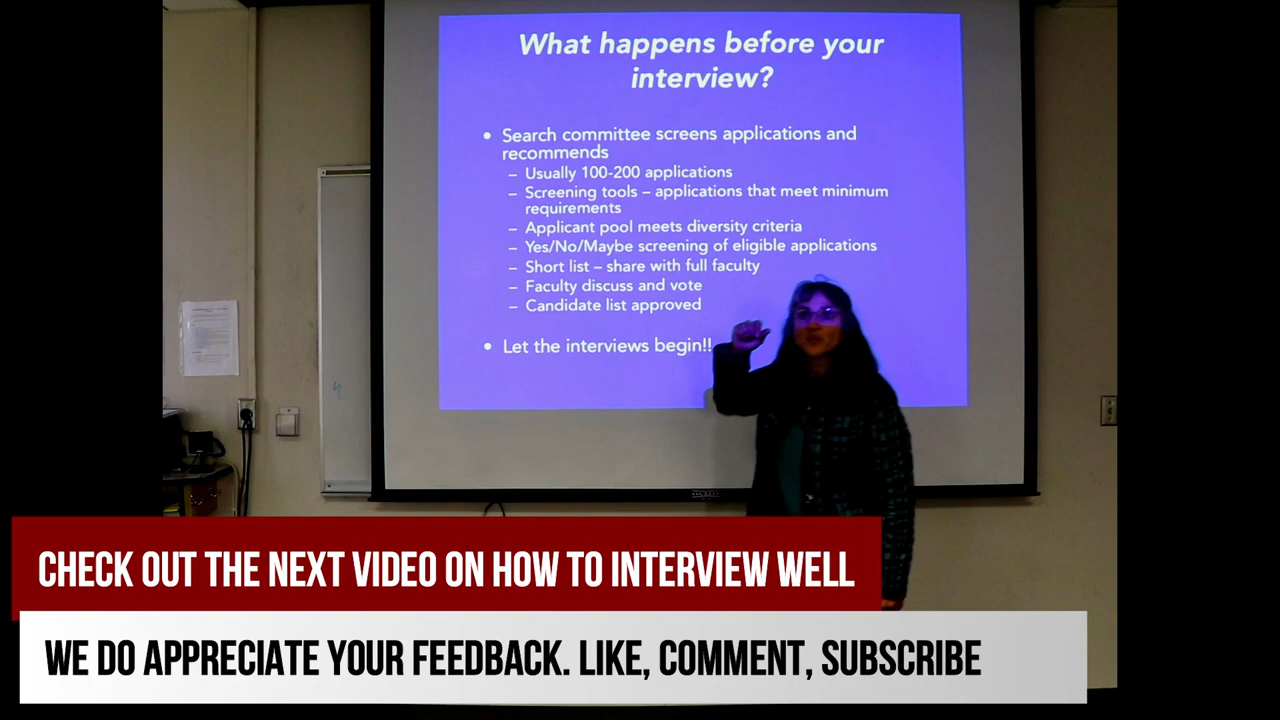 What happens before your
interview?
• Search committee screens applications and
recommends
– Usually 100-200 applications
– Screening tools – applications that meet minimum
requirements
– Applicant pool meets diversity criteria
– Yes/No/Maybe screening of eligible applications
– Short list – share with full faculty
– Faculty discuss and vote
– Candidate list approved
• Let the interviews begin!!
CHECK OUT THE NEXT VIDEO ON HOW TO INTERVIEW WELL
WE DO APPRECIATE YOUR FEEDBACK. LIKE, COMMENT, SUBSCRIBE